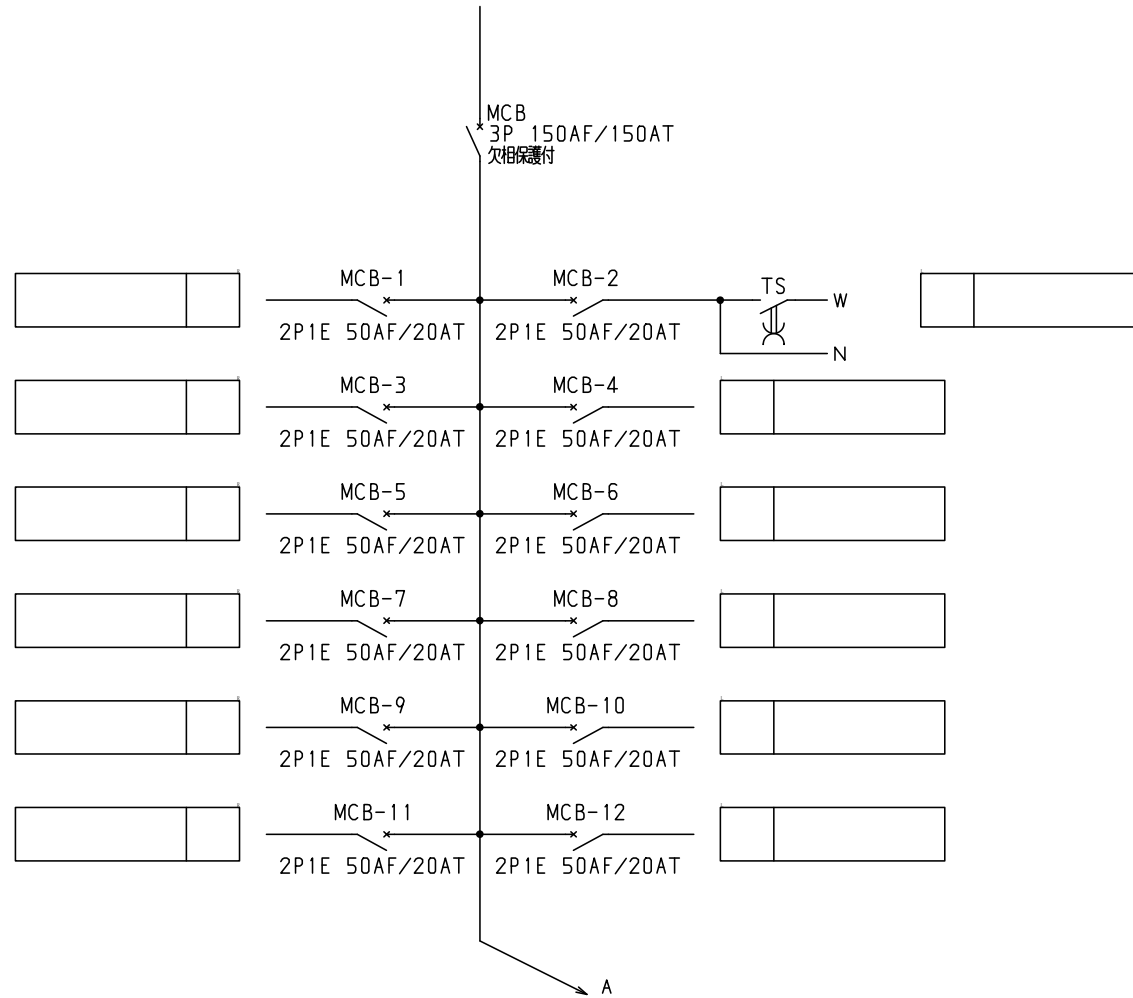 MCB
3P 150AF/150AT
欠相保護付
MCB-1
MCB-2
TS
W
2P1E 50AF/20AT
2P1E 50AF/20AT
N
MCB-3
MCB-4
2P1E 50AF/20AT
2P1E 50AF/20AT
MCB-5
MCB-6
2P1E 50AF/20AT
2P1E 50AF/20AT
MCB-7
MCB-8
2P1E 50AF/20AT
2P1E 50AF/20AT
MCB-9
MCB-10
2P1E 50AF/20AT
2P1E 50AF/20AT
MCB-11
MCB-12
2P1E 50AF/20AT
2P1E 50AF/20AT
A